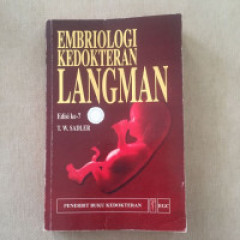 EMBRIOLOGI
KEDOKTERAN
LANGMAN
Edisi ke-7
T. W. SADLER
PENERBIT BUKU KEDOKTERAN EGC